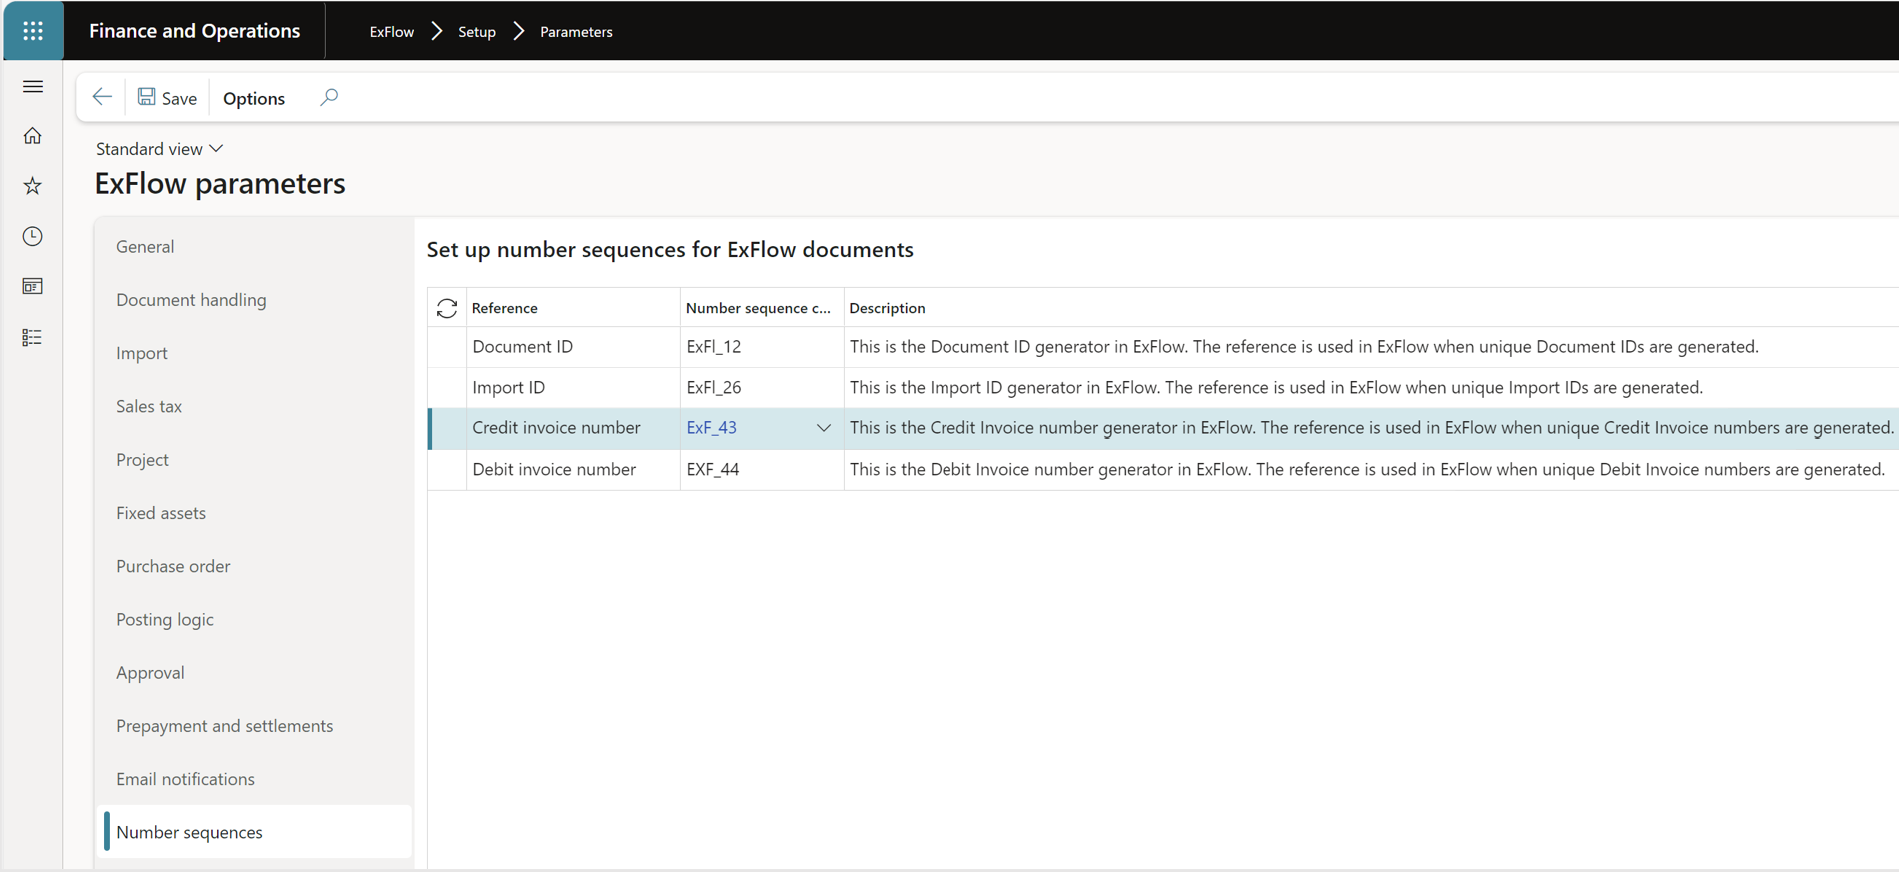 Finance and Operations
ExFlow
Setup
Parameters
Save
Options
Standard view
ExFlow parameters
General
Document handling
Import
Sales tax
Project
Fixed assets
Purchase order
Posting logic
Approval
Prepayment and settlements
Email notifications
Number sequences
Set up number sequences for ExFlow documents
Reference Number sequence c... Description
Document ID ExFl_12 This is the Document ID generator in ExFlow. The reference is used in ExFlow when unique Document IDs are generated.
Import ID ExFl_26 This is the Import ID generator in ExFlow. The reference is used in ExFlow when unique Import IDs are generated.
Credit invoice number ExF_43 This is the Credit Invoice number generator in ExFlow. The reference is used in ExFlow when unique Credit Invoice numbers are generated.
Debit invoice number EXF_44 This is the Debit Invoice number generator in ExFlow. The reference is used in ExFlow when unique Debit Invoice numbers are generated.